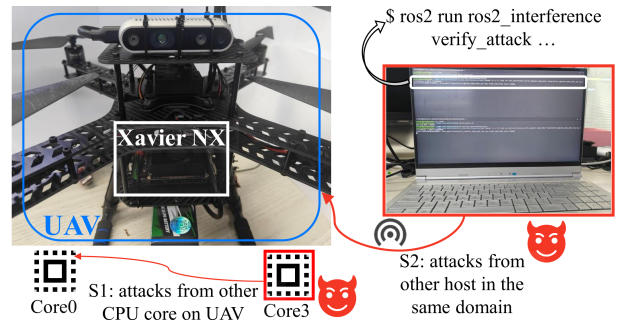 $ ros2 run ros2_interference
verify_attack ...
Xavier NX
UAV
S2: attacks from
other host in the
same domain
S1: attacks from other
CPU core on UAV
Core0
Core3